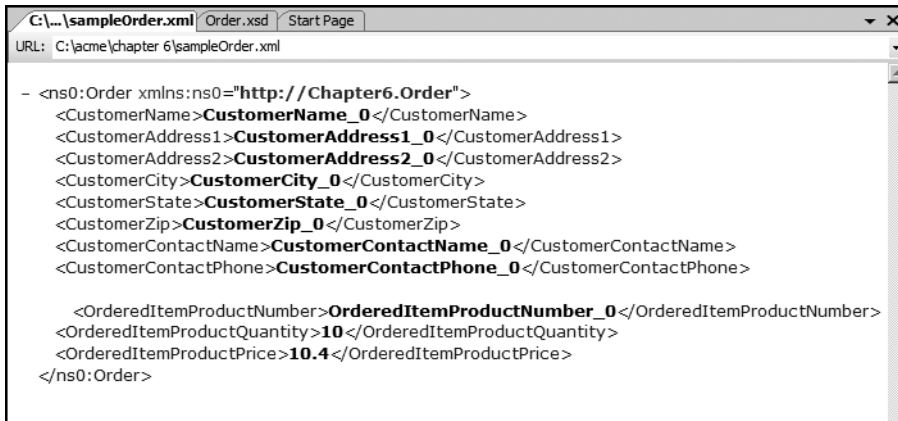 C:\...\sampleOrder.xml Order.xsd Start Page
URL: C:\acme\chapter 6\sampleOrder.xml
- <ns0:Order xmlns:ns0="http://Chapter6.Order">
<CustomerName>CustomerName_0</CustomerName>
<CustomerAddress1>CustomerAddress1_0</CustomerAddress1>
<CustomerAddress2>CustomerAddress2_0</CustomerAddress2>
<CustomerCity>CustomerCity_0</CustomerCity>
<CustomerState>CustomerState_0</CustomerState>
<CustomerZip>CustomerZip_0</CustomerZip>
<CustomerContactName>CustomerContactName_0</CustomerContactName>
<CustomerContactPhone>CustomerContactPhone_0</CustomerContactPhone>
<OrderedItemProductNumber>OrderedItemProductNumber_0</OrderedItemProductNumber>
<OrderedItemProductQuantity>10</OrderedItemProductQuantity>
<OrderedItemProductPrice>10.4</OrderedItemProductPrice>
</ns0:Order>